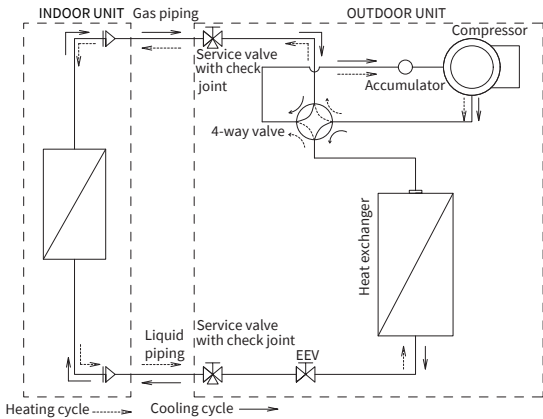 INDOOR UNIT
Gas piping
OUTDOOR UNIT
Compressor
Service valve
with check
joint
Accumulator
4-way valve
Heat exchanger
Liquid
piping
Service valve
with check joint
EEV
Heating cycle
Cooling cycle